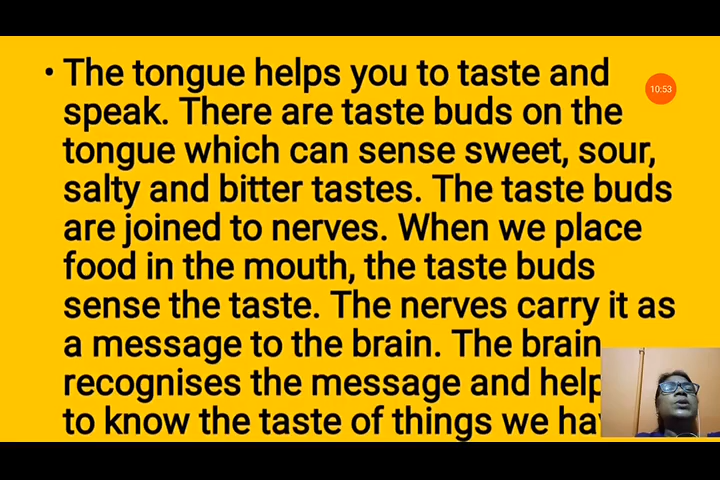 • The tongue helps you to taste and
speak. There are taste buds on the
tongue which can sense sweet, sour,
salty and bitter tastes. The taste buds
are joined to nerves. When we place
food in the mouth, the taste buds
sense the taste. The nerves carry it as
a message to the brain. The brain
recognises the message and help
to know the taste of things we ha
10:53